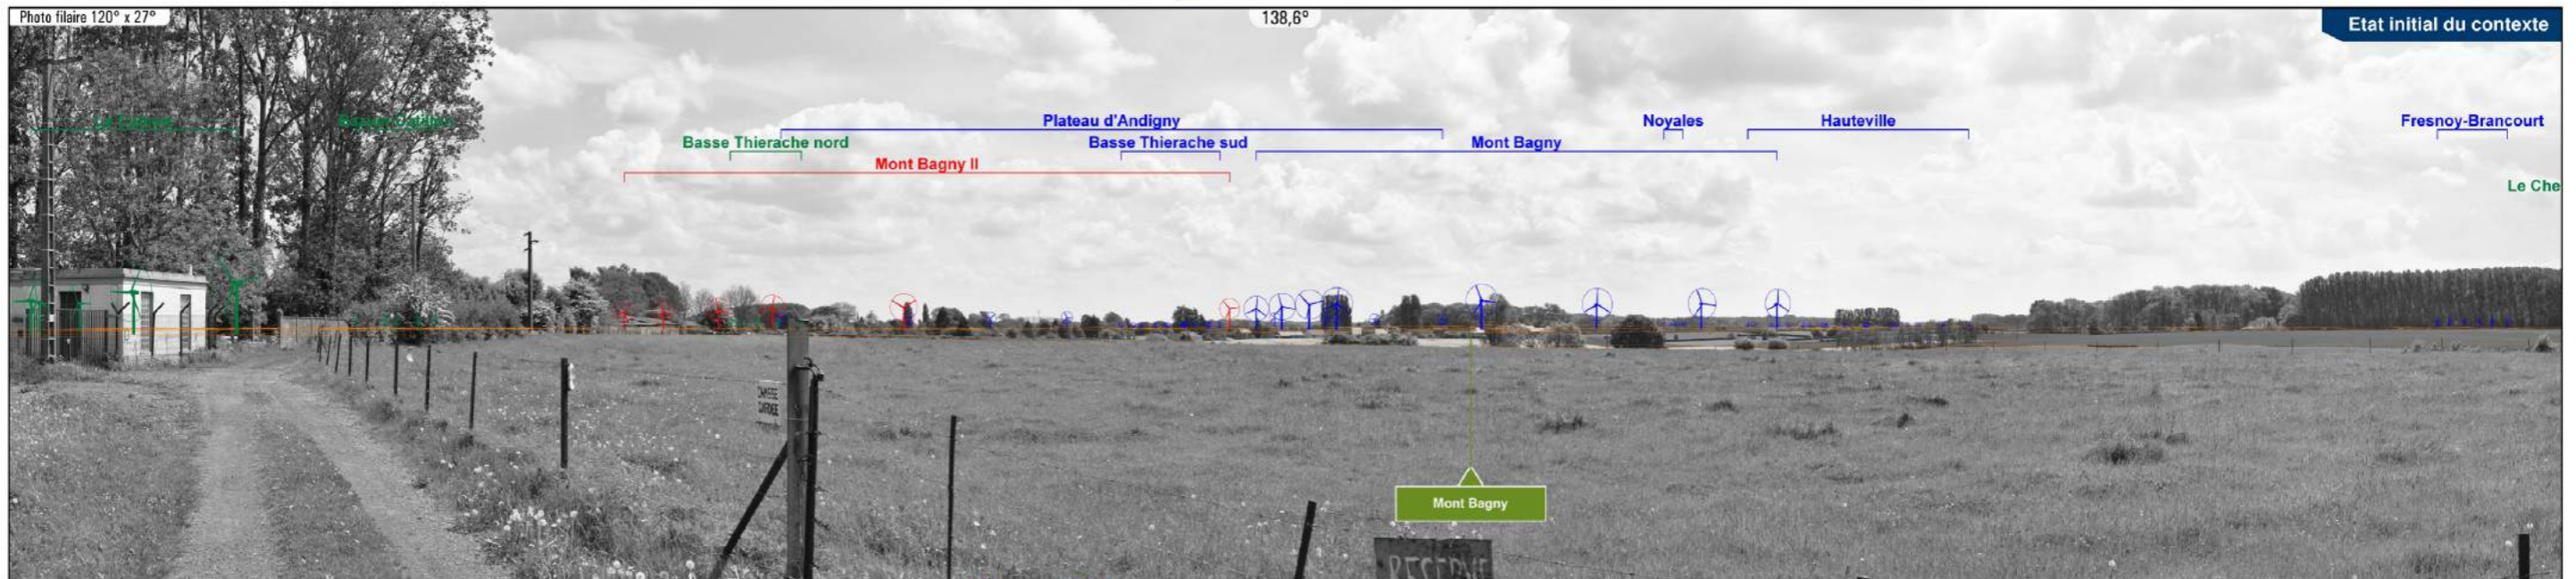 Photo filaire 120° x 27°
138,6°
Etat initial du contexte
Plateau d'Andigny
Noyales
Hauteville
Fresnoy-Brancourt
Basse Thierache nord
Basse Thierache sud
Mont Bagny
Mont Bagny II
Le Che
Mont Bagny
RESERVE